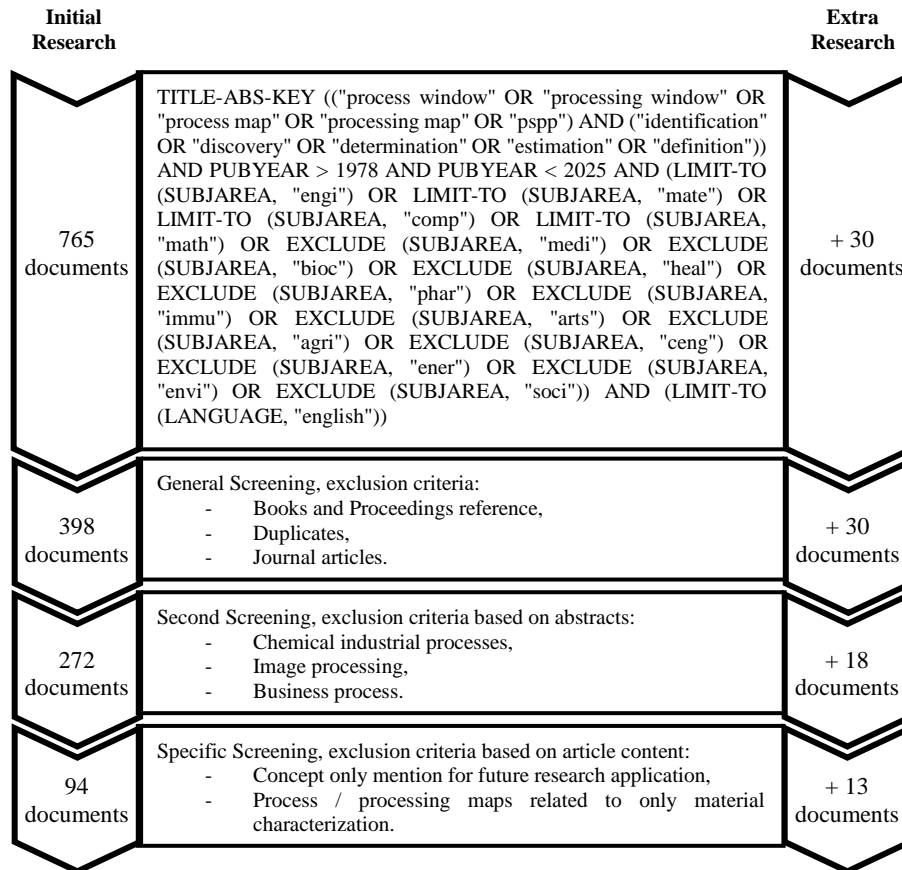 Initial
Research
Extra
Research
765
documents
TITLE-ABS-KEY (("process window" OR "processing window" OR
"process map" OR "processing map" OR "pspp") AND ("identification"
OR "discovery" OR "determination" OR "estimation" OR "definition"))
AND PUBYEAR > 1978 AND PUBYEAR < 2025 AND (LIMIT-TO
(SUBJAREA, "engi") OR LIMIT-TO (SUBJAREA, "mate") OR
LIMIT-TO (SUBJAREA, "comp") OR LIMIT-TO (SUBJAREA,
"math") OR EXCLUDE (SUBJAREA, "medi") OR EXCLUDE
(SUBJAREA, "bioc") OR EXCLUDE (SUBJAREA, "heal") OR
EXCLUDE (SUBJAREA, "phar") OR EXCLUDE (SUBJAREA,
"immu") OR EXCLUDE (SUBJAREA, "arts") OR EXCLUDE
(SUBJAREA, "agri") OR EXCLUDE (SUBJAREA, "ceng") OR
EXCLUDE (SUBJAREA, "ener") OR EXCLUDE (SUBJAREA,
"envi") OR EXCLUDE (SUBJAREA, "soci")) AND (LIMIT-TO
(LANGUAGE, "english"))
+ 30
documents
398
documents
General Screening, exclusion criteria:
- Books and Proceedings reference,
- Duplicates,
- Journal articles.
+ 30
documents
272
documents
Second Screening, exclusion criteria based on abstracts:
- Chemical industrial processes,
- Image processing,
- Business process.
+ 18
documents
94
documents
Specific Screening, exclusion criteria based on article content:
- Concept only mention for future research application,
- Process / processing maps related to only material
characterization.
+ 13
documents